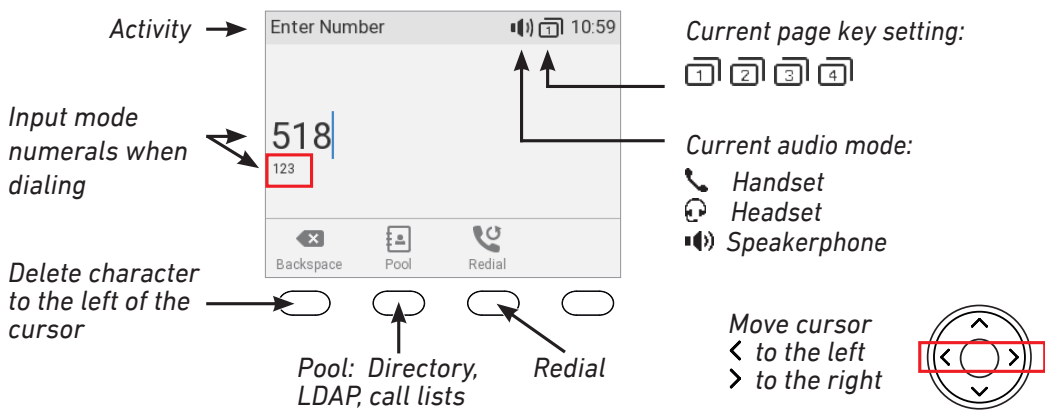 Activity
Enter Number
10:59
1
Current page key setting:
1 2 3 4
Input mode
numerals when
dialing
518
123
Current audio mode:
Handset
Headset
Speakerphone
Backspace
Pool
Redial
Delete character
to the left of the
cursor
Pool: Directory,
LDAP, call lists
Redial
Move cursor
< to the left
> to the right